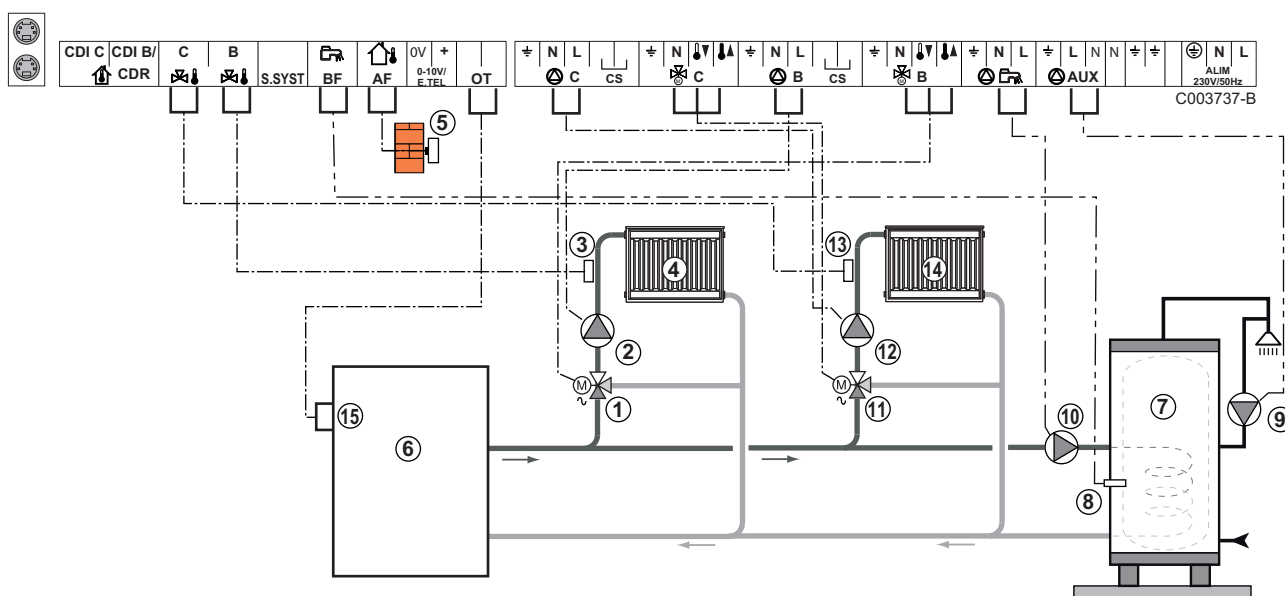 CDI C CDI B/ CDR
C B
S.SYST
BF
AF
0V +
0-10V/
E.TEL
OT
N L
C
CS
N
C
N L
B
CS
N
B
N L
L N N
AUX
N L
ALIM
230V/50Hz
C003737-B
5
3
4
13
14
2
12
M
1
M
11
15
6
7
10
9
8